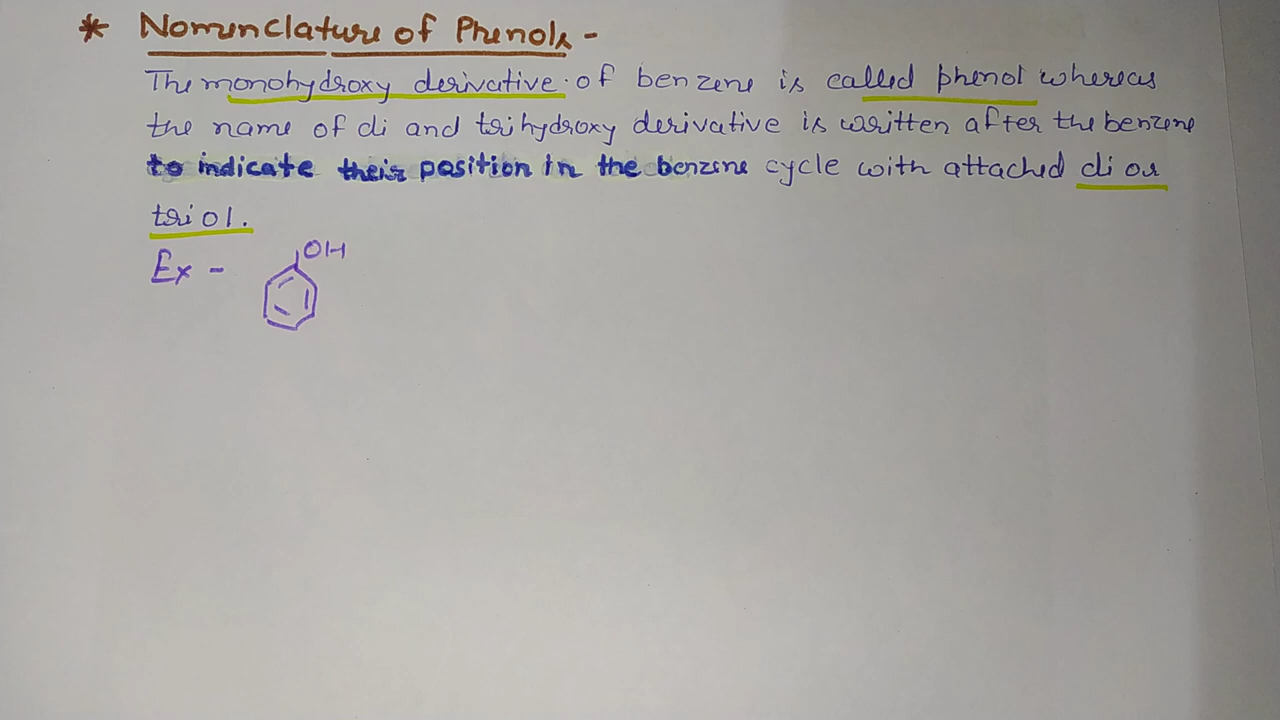 * Nomenclature of Phenols -
The monohydroxy derivative of benzene is called phenol whereas
the name of di and trihydroxy derivative is written after the benzene
to indicate their position in the benzene cycle with attached di or
triol.
Ex - OH